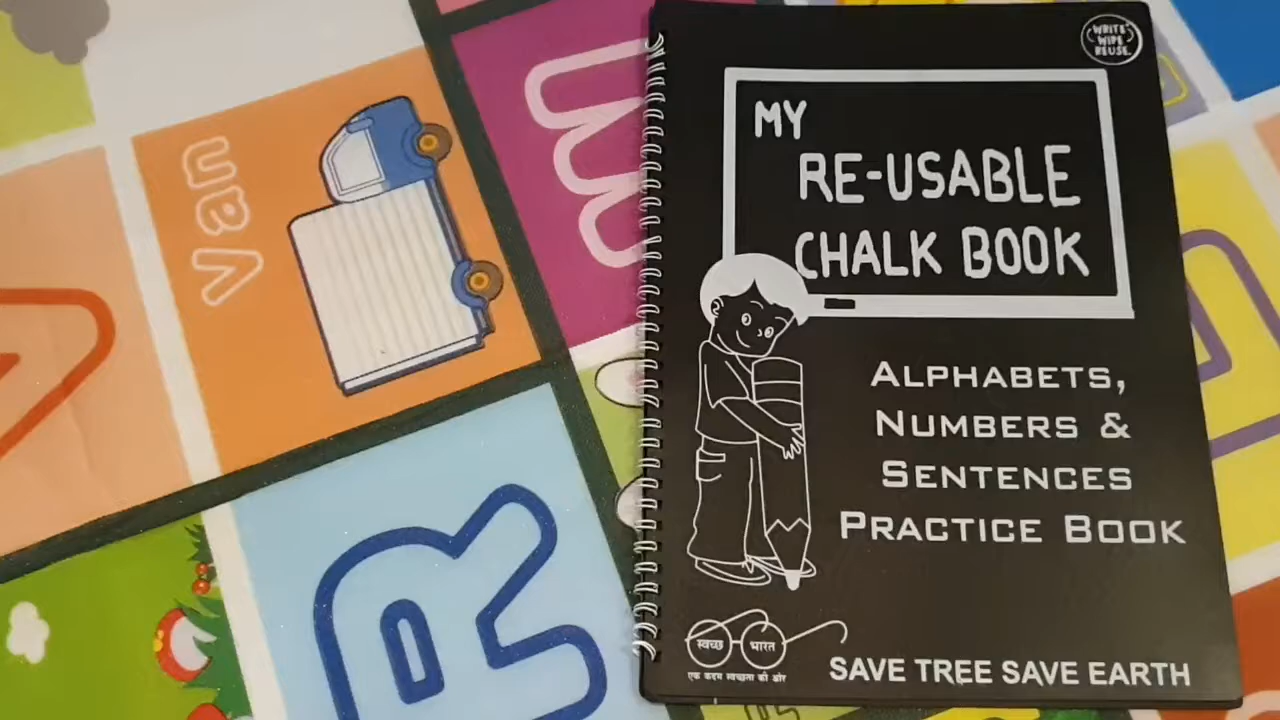 WRITE
WIPE
REUSE.
MY
RE-USABLE
CHALK BOOK
ALPHABETS,
NUMBERS &
SENTENCES
PRACTICE BOOK
स्वच्छ भारत
एक कदम स्वच्छता की ओर
SAVE TREE SAVE EARTH
van
R